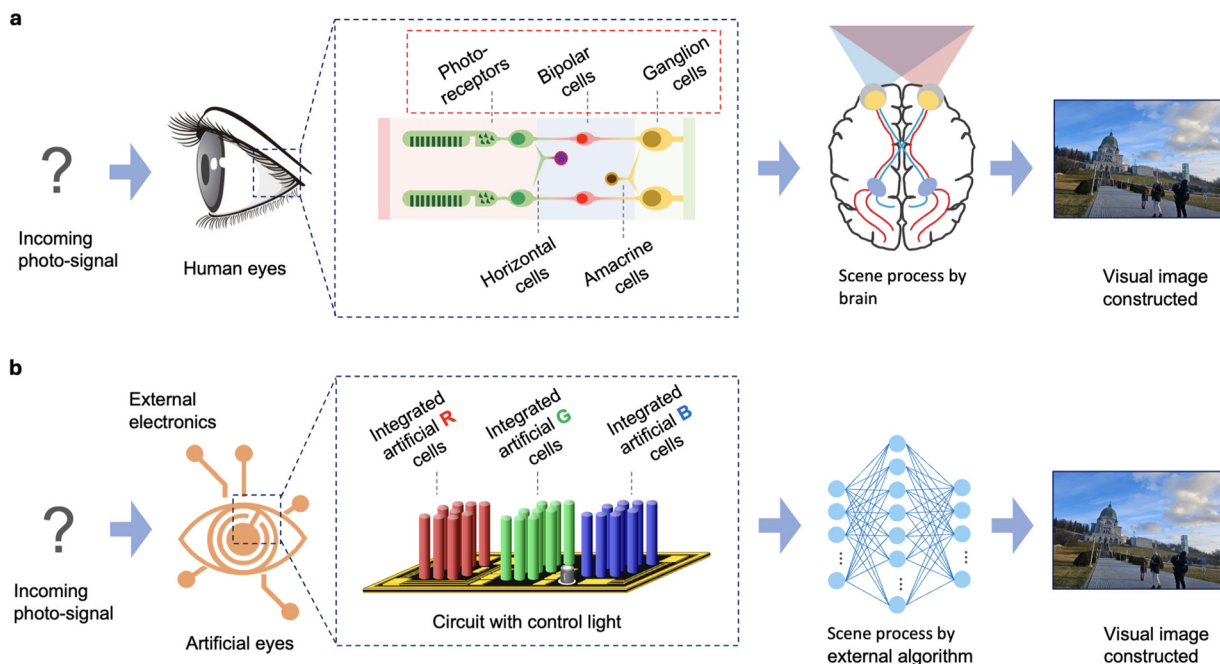 a
Photo-
receptors
Bipolar
cells
Ganglion
cells
?
Incoming
photo-signal
Human eyes
Horizontal
cells
Amacrine
cells
Scene process by
brain
Visual image
constructed
b
External
electronics
Integrated
artificial R
cells
Integrated
artificial G
cells
Integrated
artificial B
cells
?
Incoming
photo-signal
Artificial eyes
Circuit with control light
Scene process by
external algorithm
Visual image
constructed